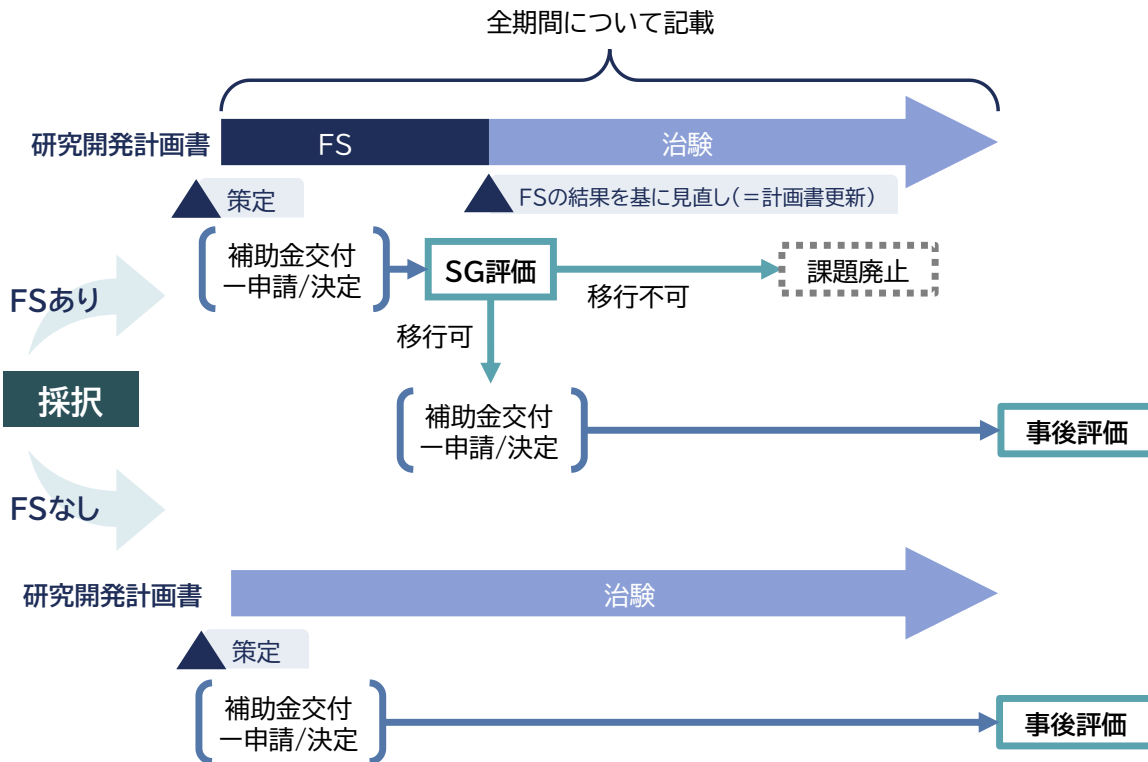 全期間について記載
研究開発計画書
FS
治験
策定
FSの結果を基に見直し(＝計画書更新)
補助金交付
ー申請/決定
SG評価
移行不可
課題廃止
FSあり
移行可
採択
補助金交付
ー申請/決定
事後評価
FSなし
研究開発計画書
治験
策定
補助金交付
ー申請/決定
事後評価